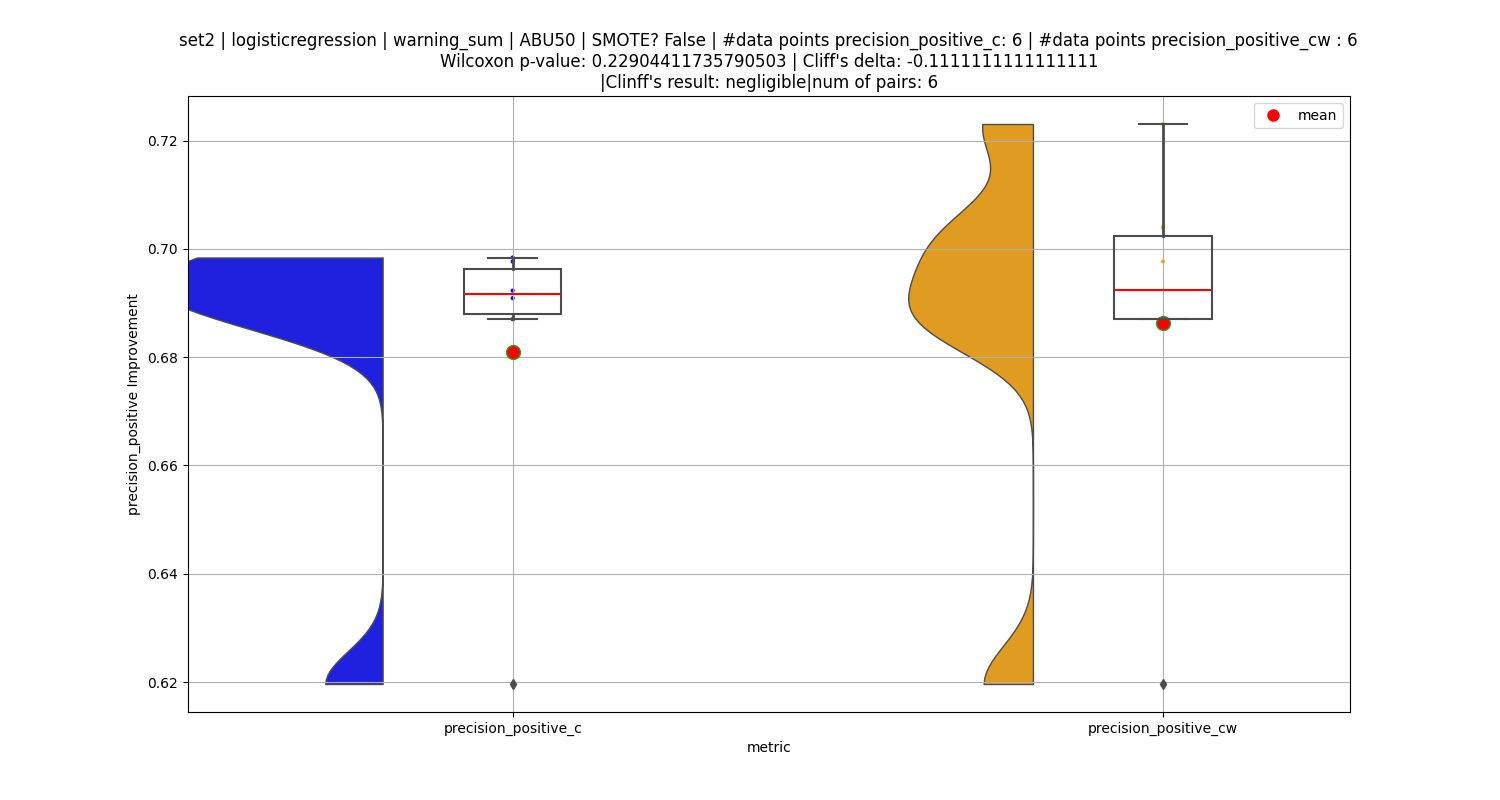 set2 | logisticregression | warning_sum | ABU50 | SMOTE? False | #data points precision_positive_c: 6 | #data points precision_positive_cw : 6
Wilcoxon p-value: 0.22904411735790503 | Cliff's delta: -0.1111111111111111
|Clinff's result: negligible|num of pairs: 6
mean
0.72
0.70
0.68
0.66
0.64
0.62
precision_positive Improvement
precision_positive_c
precision_positive_cw
metric